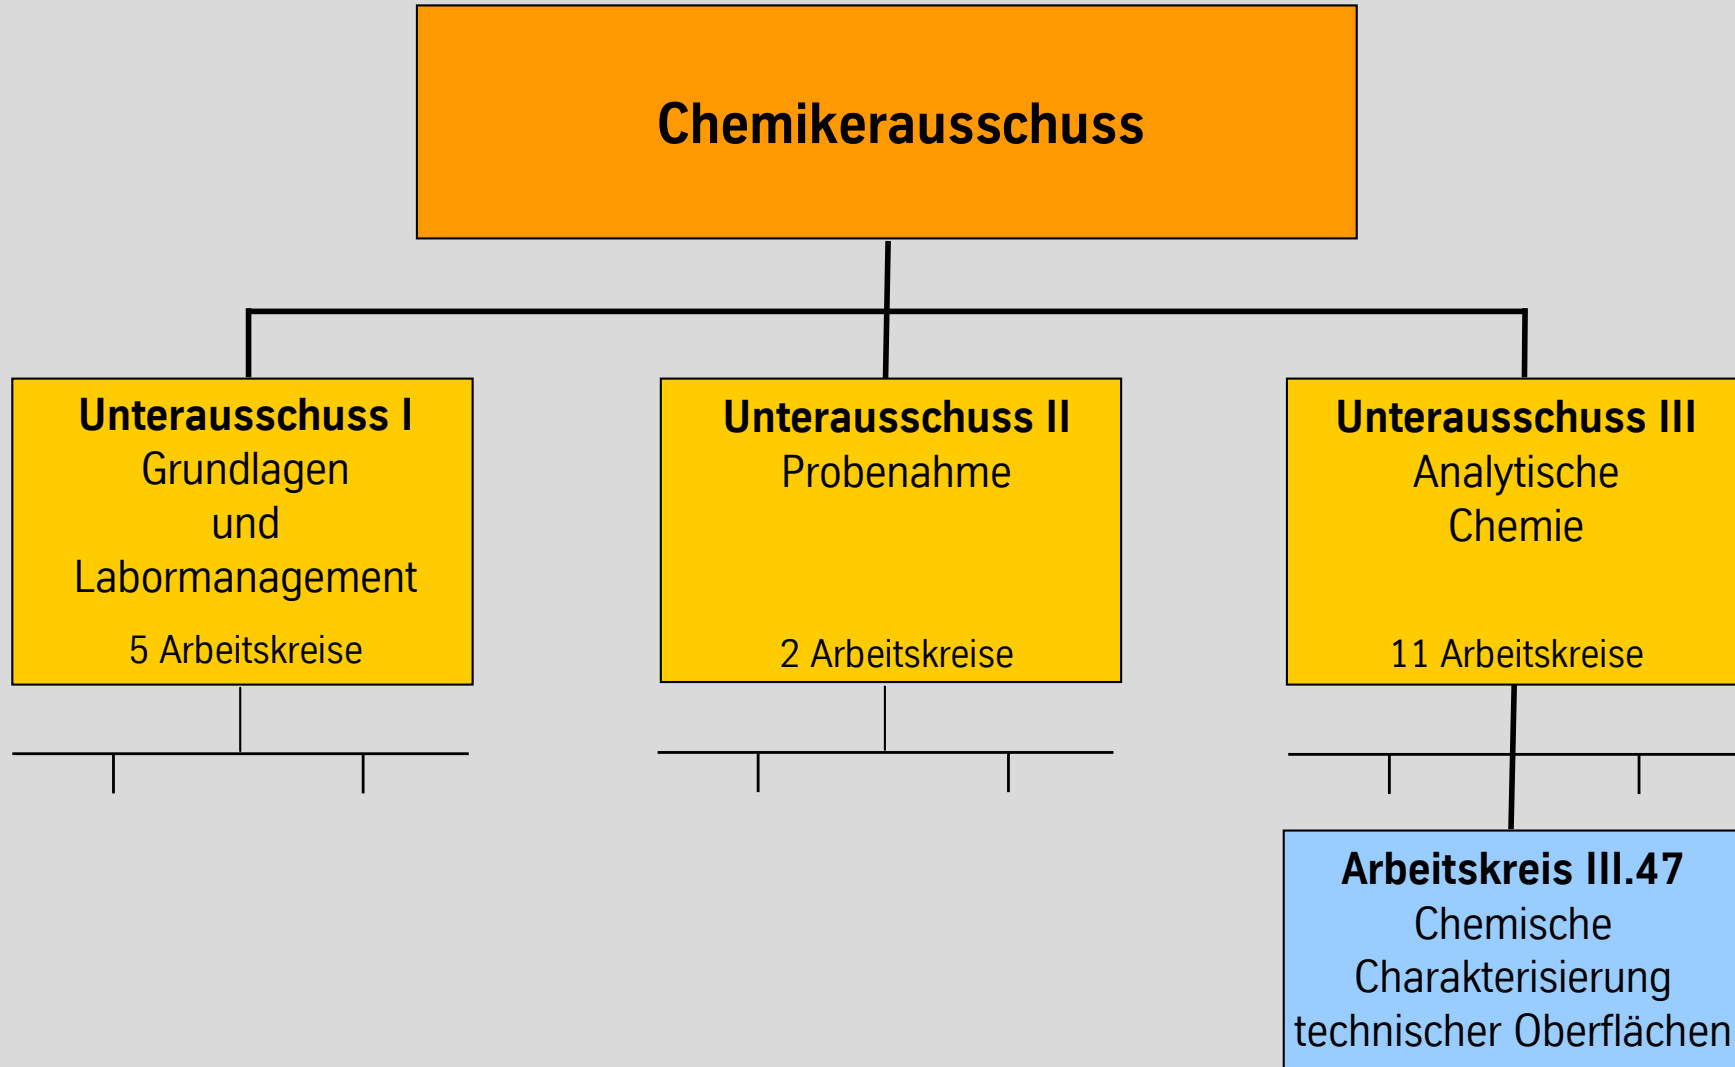 Chemikerausschuss
Unterausschuss I
Grundlagen
und
Labormanagement
5 Arbeitskreise
Unterausschuss II
Probenahme
2 Arbeitskreise
Unterausschuss III
Analytische
Chemie
11 Arbeitskreise
Arbeitskreis III.47
Chemische
Charakterisierung
technischer Oberflächen